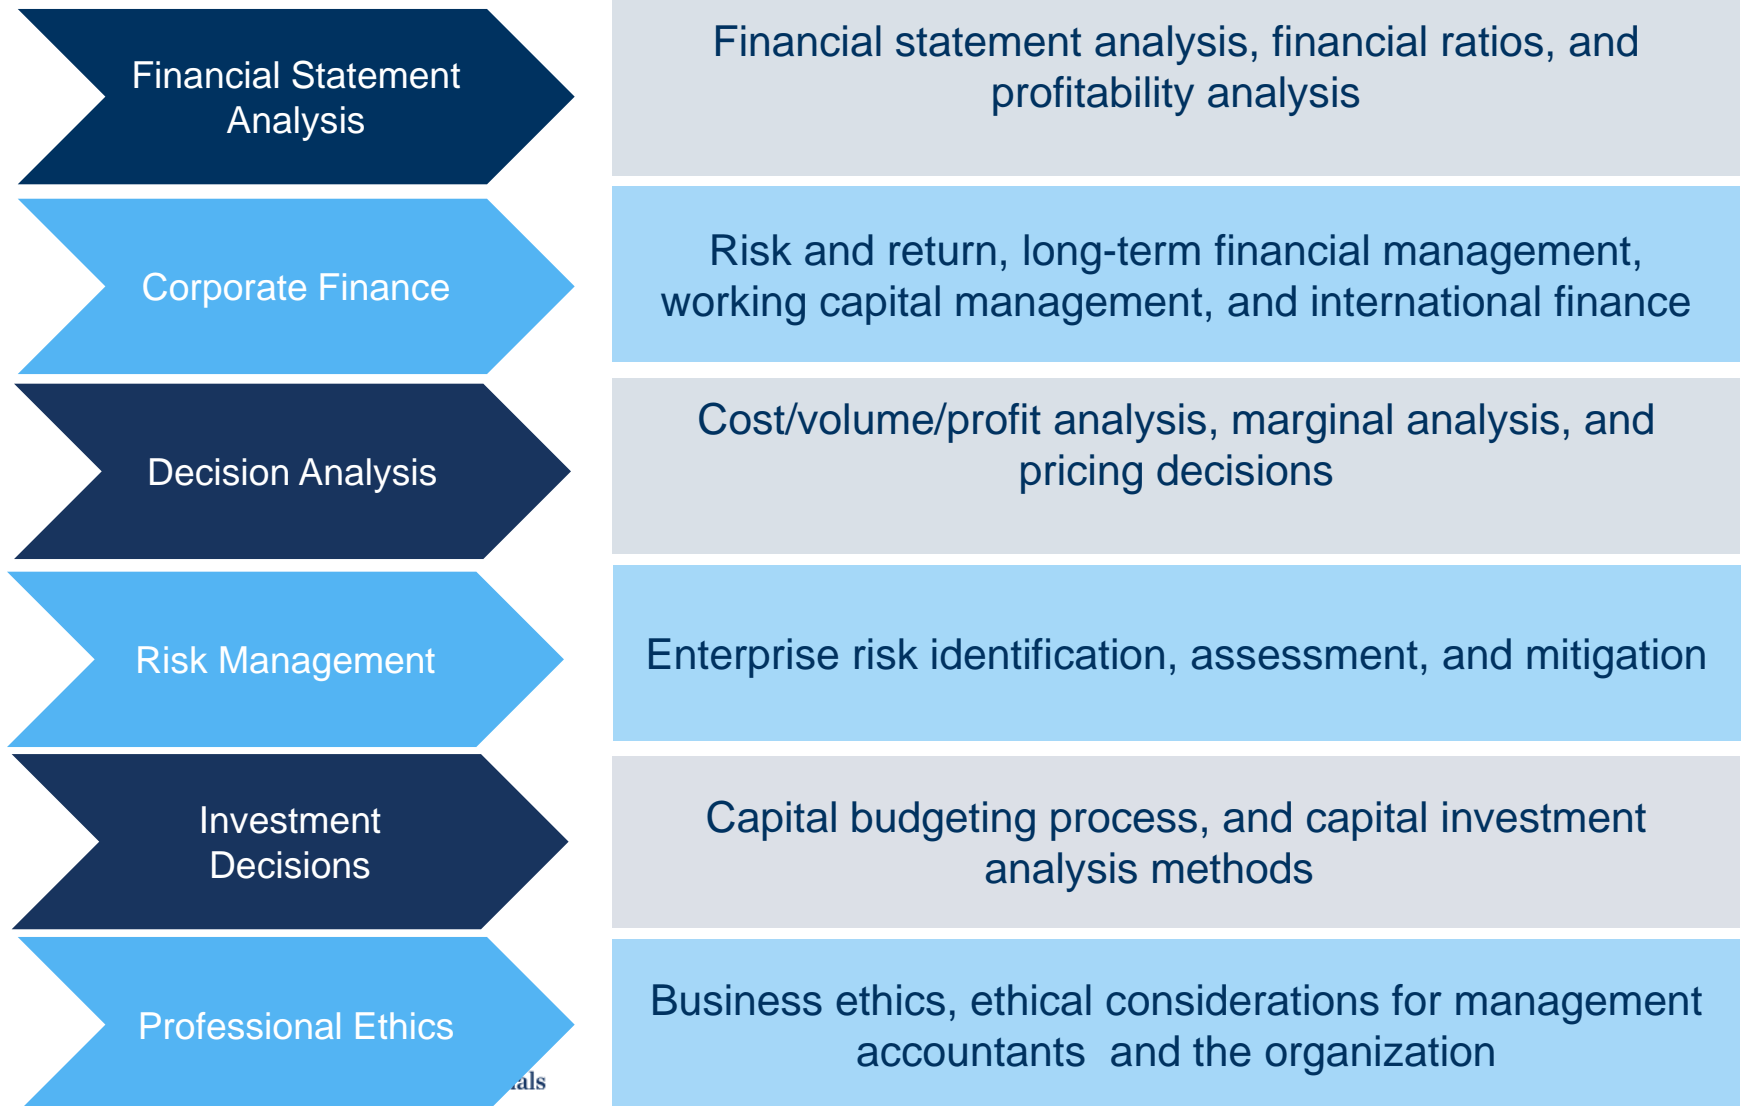 Financial Statement
Analysis
Financial statement analysis, financial ratios, and
profitability analysis
Corporate Finance
Risk and return, long-term financial management,
working capital management, and international finance
Decision Analysis
Cost/volume/profit analysis, marginal analysis, and
pricing decisions
Risk Management
Enterprise risk identification, assessment, and mitigation
Investment
Decisions
Capital budgeting process, and capital investment
analysis methods
Professional Ethics
Business ethics, ethical considerations for management
accountants  and the organization